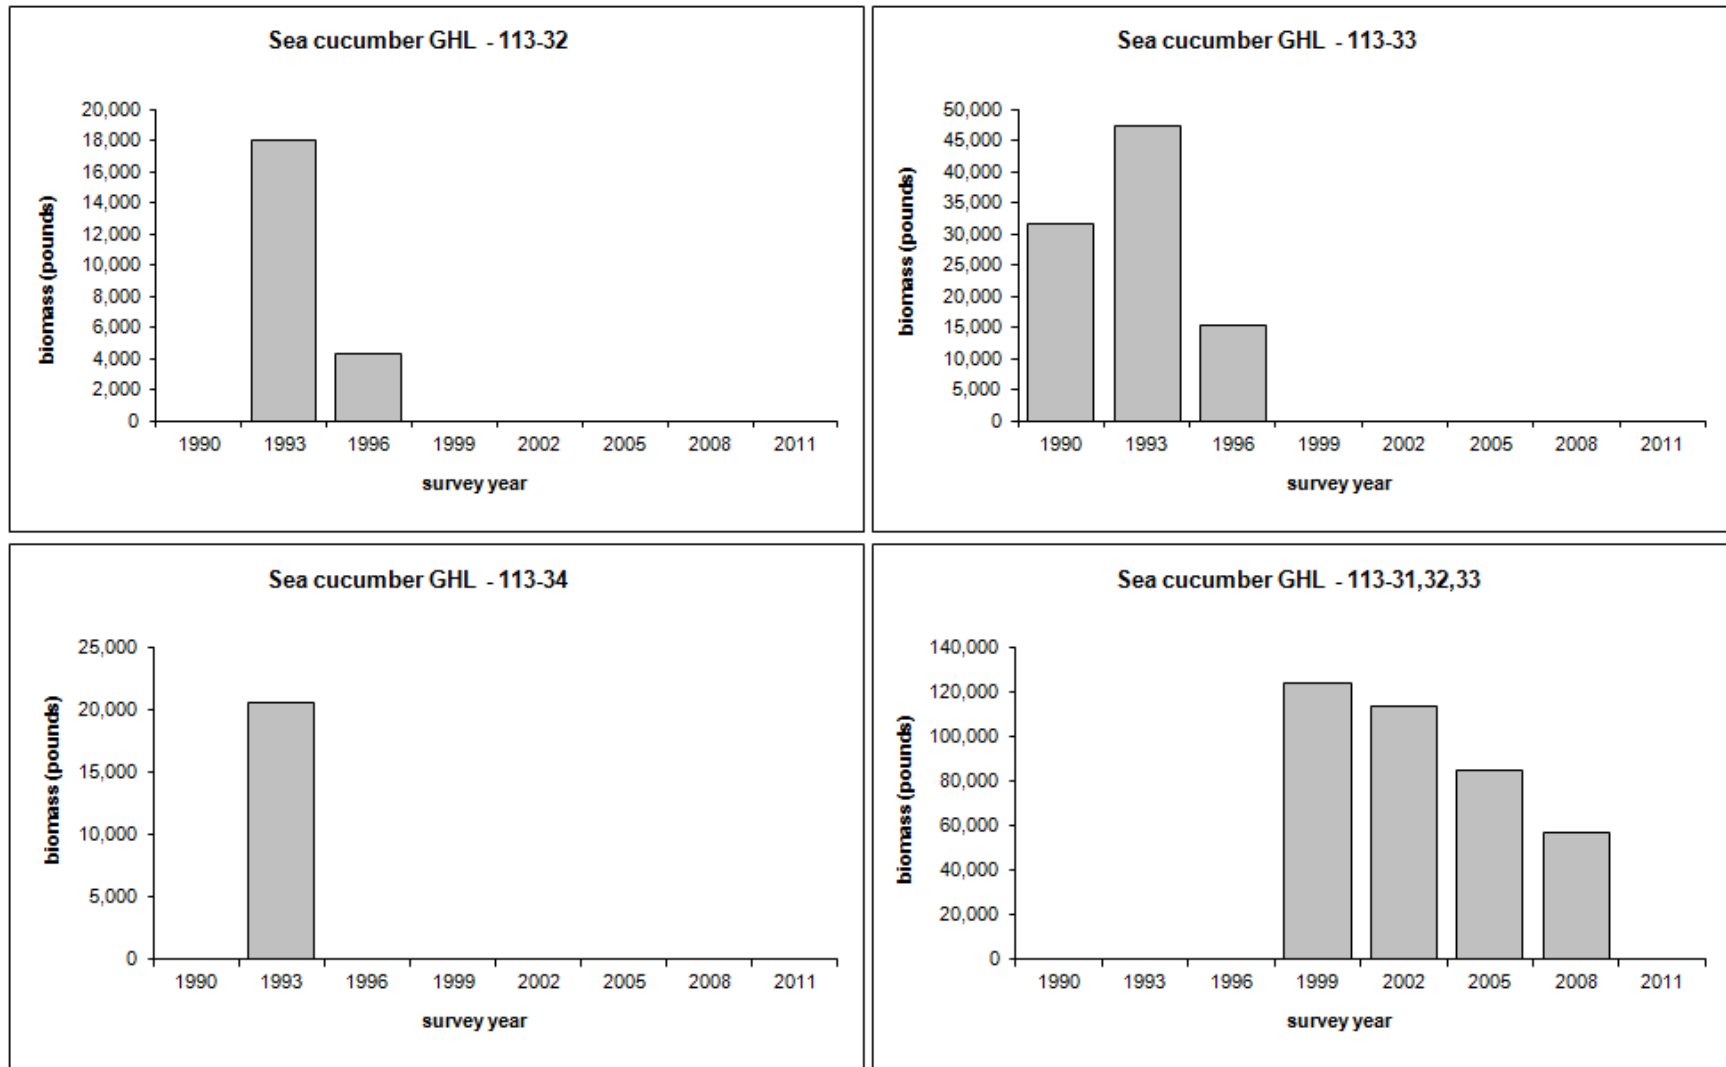 Sea cucumber GHL - 113-32
20,000
18,000
16,000
14,000
12,000
10,000
8,000
6,000
4,000
2,000
0
biomass (pounds)
1990 1993 1996 1999 2002 2005 2008 2011
survey year
Sea cucumber GHL - 113-33
50,000
45,000
40,000
35,000
30,000
25,000
20,000
15,000
10,000
5,000
0
biomass (pounds)
1990 1993 1996 1999 2002 2005 2008 2011
survey year
Sea cucumber GHL - 113-34
25,000
20,000
15,000
10,000
5,000
0
biomass (pounds)
1990 1993 1996 1999 2002 2005 2008 2011
survey year
Sea cucumber GHL - 113-31,32,33
140,000
120,000
100,000
80,000
60,000
40,000
20,000
0
biomass (pounds)
1990 1993 1996 1999 2002 2005 2008 2011
survey year